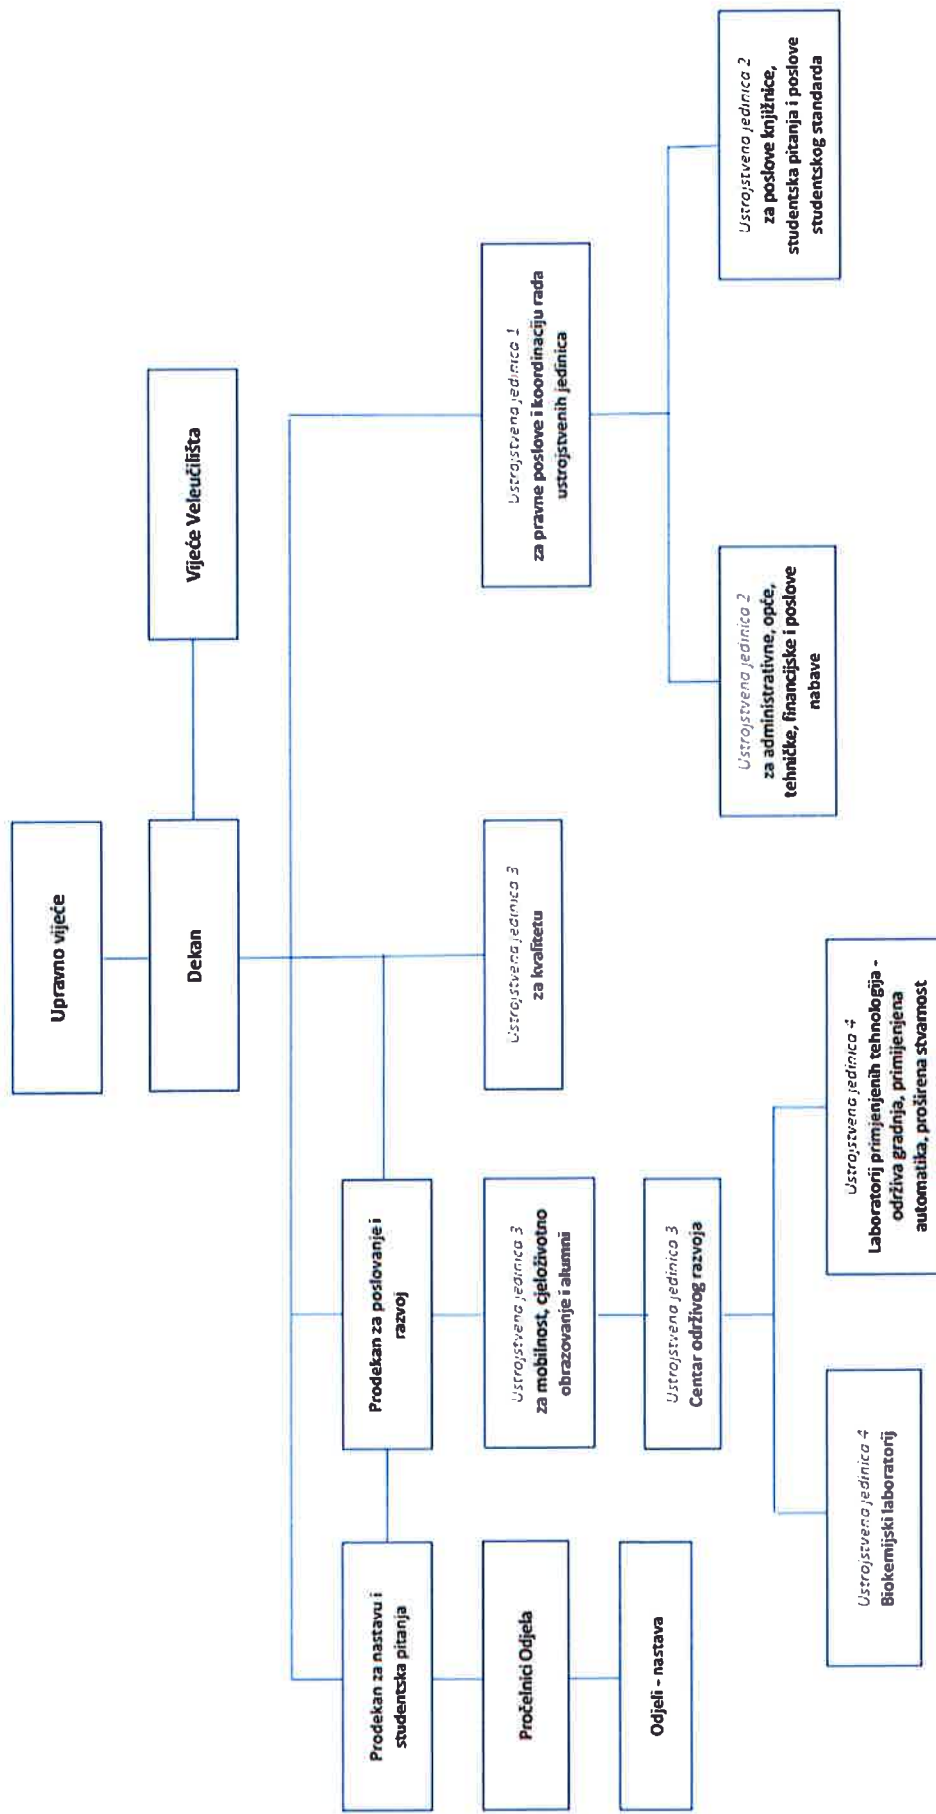 Upravno vijeće
Dekan
Vijeće Veleučilišta
Prodekan za nastavu i
studentska pitanja
Prodekan za poslovanje i
razvoj
Pročelnici Odjela
Ustrojstvena jedinica 3
za mobilnost, cjeloživotno
obrazovanje i alumni
Ustrojstvena jedinica 3
za kvalitetu
Ustrojstvena jedinica 1
za pravne poslove i koordinaciju rada
ustrojstvenih jedinica
Odjeli – nastava
Ustrojstvena jedinica 3
Centar održivog razvoja
Ustrojstvena jedinica 2
za administrativne, opće,
tehničke, financijske i poslove
nabave
Ustrojstvena jedinica 2
za poslove knjižnice,
studentska pitanja i poslove
studentskog standarda
Ustrojstvena jedinica 4
Biokemijski laboratorij
Ustrojstvena jedinica 4
Laboratorij primjenjenih tehnologija -
održiva gradnja, primijenjena
automatika, proširena stvarnost